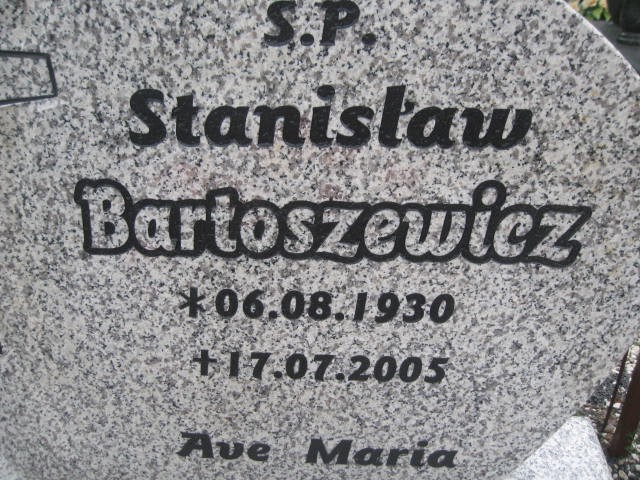 S.P.
Stanisław
Bartoszewicz
*06.08.1930
+17.07.2005
Ave Maria